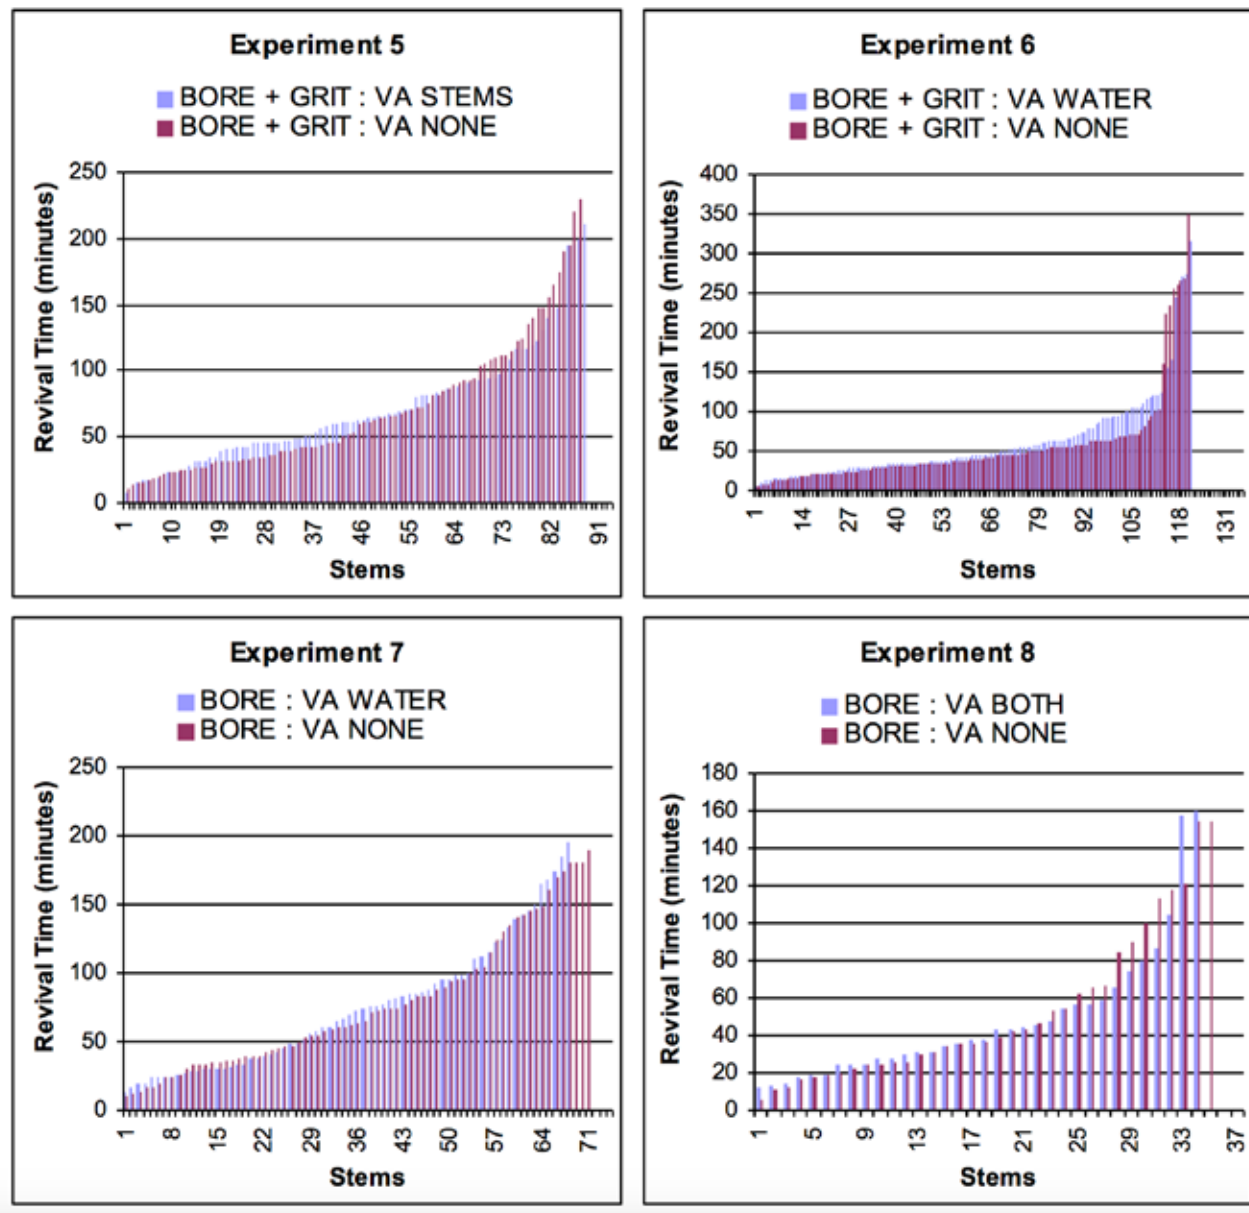 Experiment 5
BORE + GRIT : VA STEMS
BORE + GRIT : VA NONE
Revival Time (minutes)
250
200
150
100
50
0
1 10 19 28 37 46 55 64 73 82 91
Stems
Experiment 6
BORE + GRIT : VA WATER
BORE + GRIT : VA NONE
Revival Time (minutes)
400
350
300
250
200
150
100
50
0
1 14 27 40 53 66 79 92 105 118 131
Stems
Experiment 7
BORE : VA WATER
BORE : VA NONE
Revival Time (minutes)
250
200
150
100
50
0
1 8 15 22 29 36 43 50 57 64 71
Stems
Experiment 8
BORE : VA BOTH
BORE : VA NONE
Revival Time (minutes)
180
160
140
120
100
80
60
40
20
0
1 5 9 13 17 21 25 29 33 37
Stems